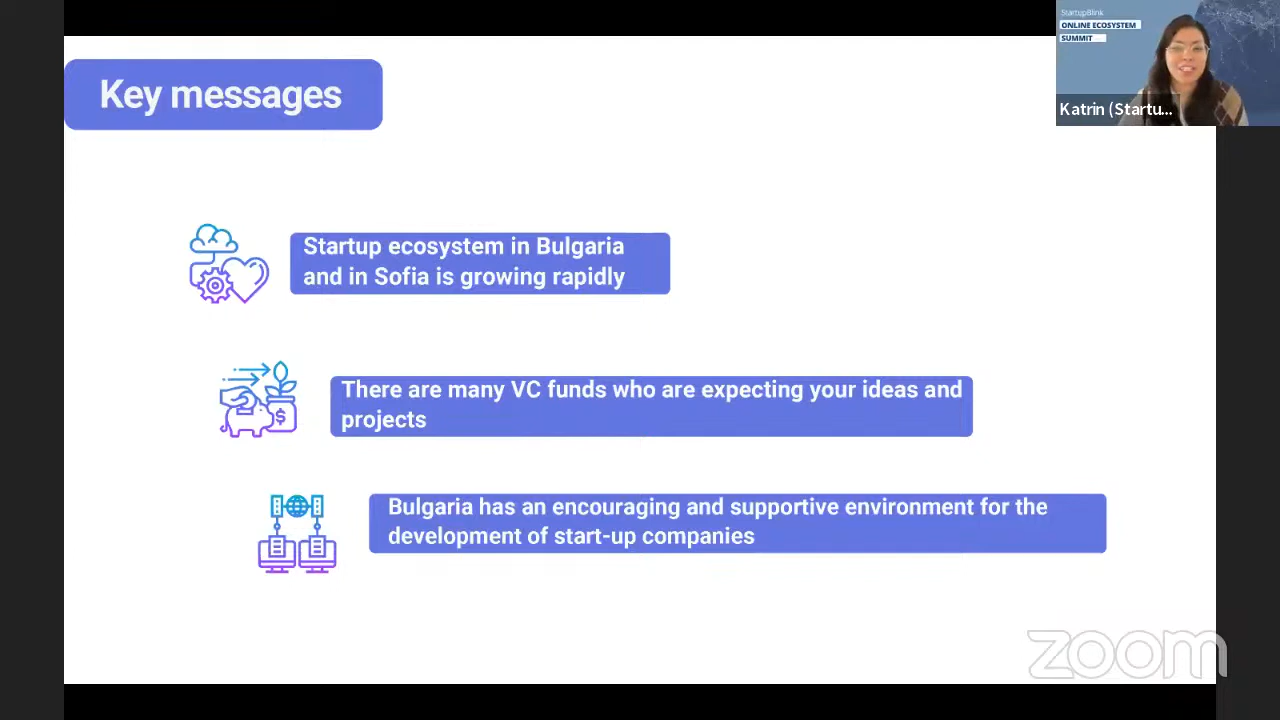 StartupBlink
ONLINE ECOSYSTEM
SUMMIT
Katrin (Startu...
Key messages
Startup ecosystem in Bulgaria
and in Sofia is growing rapidly
There are many VC funds who are expecting your ideas and
projects
$
Bulgaria has an encouraging and supportive environment for the
development of start-up companies
zoom